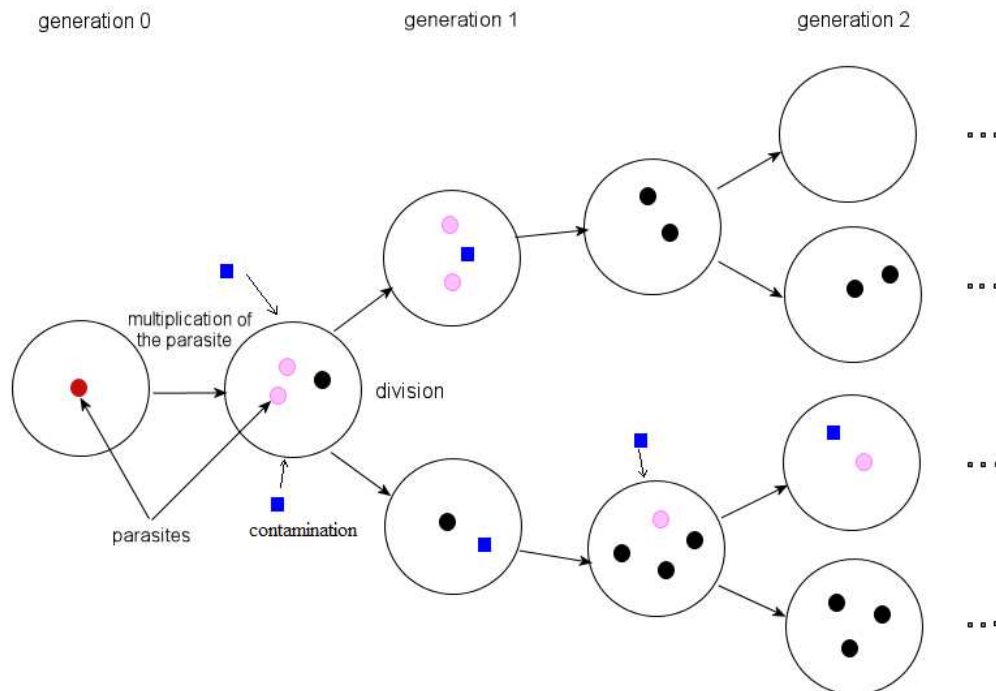 generation 0
generation 1
generation 2
multiplication of
the parasite
division
parasites
contamination